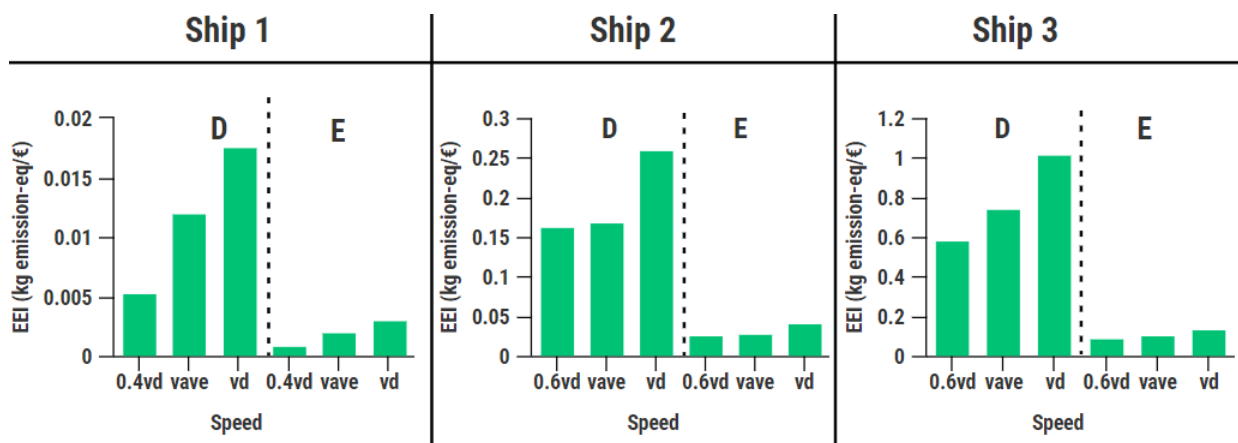 Ship 1
Ship 2
Ship 3
EEI (kg emission-eq/€)
0.02
0.015
0.01
0.005
0
D
E
0.4vd vave vd 0.4vd vave vd
Speed
EEI (kg emission-eq/€)
0.3
0.25
0.2
0.15
0.1
0.05
0
D
E
0.6vd vave vd 0.6vd vave vd
Speed
EEI (kg emission-eq/€)
1.2
1
0.8
0.6
0.4
0.2
0
D
E
0.6vd vave vd 0.6vd vave vd
Speed